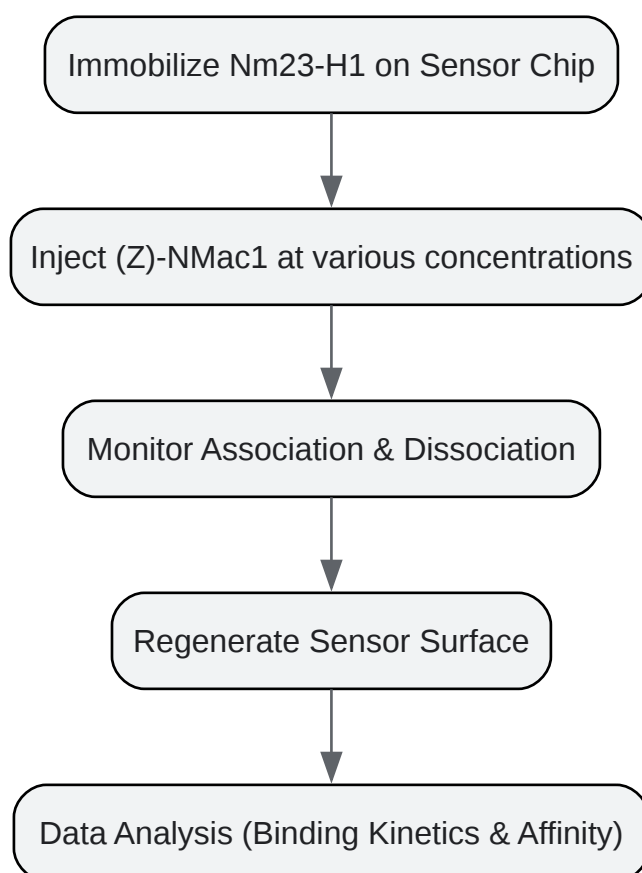 Immobilize Nm23-H1 on Sensor Chip
Inject (Z)-NMac1 at various concentrations
Monitor Association & Dissociation
Regenerate Sensor Surface
Data Analysis (Binding Kinetics & Affinity)